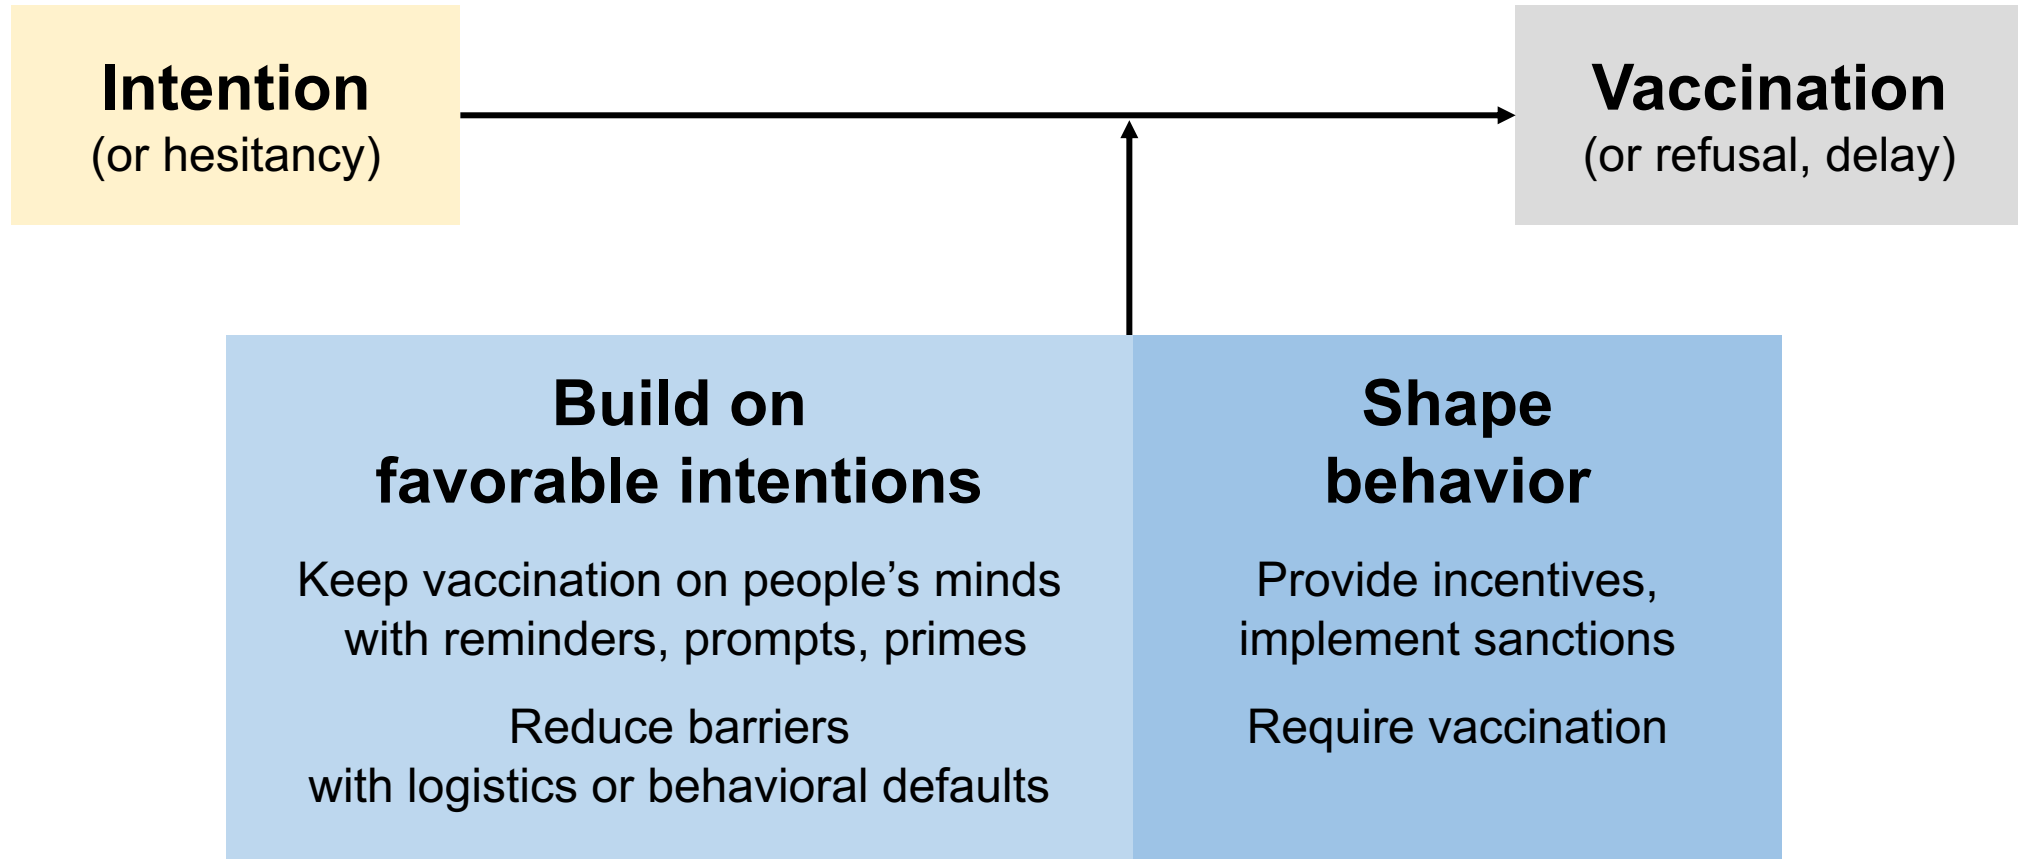 Intention
(or hesitancy)
Vaccination
(or refusal, delay)
Build on
favorable intentions
Keep vaccination on people’s minds
with reminders, prompts, primes
Reduce barriers
with logistics or behavioral defaults
Shape
behavior
Provide incentives,
implement sanctions
Require vaccination